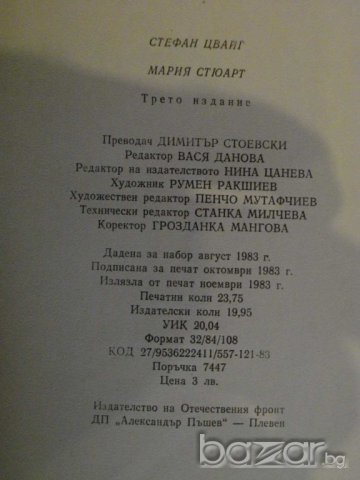 СТЕФАН ЦВАЙГ
МАРИЯ СТЮАРТ
Трето издание
Преводач ДИМИТЪР СТОЕВСКИ
Редактор ВАСЯ ДАНОВА
Редактор на издателството НИНА ЦАНЕВА
Художник РУМЕН РАКШИЕВ
Художествен редактор ПЕНЧО МУТАФЧИЕВ
Технически редактор СТАНКА МИЛЧЕВА
Коректор ГРОЗДАНКА МАНГОВА
Дадена за набор август 1983 г.
Подписана за печат октомври 1983 г.
Излязла от печат ноември 1983 г.
Печатни коли 23,75
Издателски коли 19,95
УИК 20,04
Формат 32/84/108
КОД 27/9536222411/557-121-83
Поръчка 7447
Цена 3 лв.
Издателство на Отечествения фронт
ДП „Александър Пъшев" — Плевен
bazar.bg